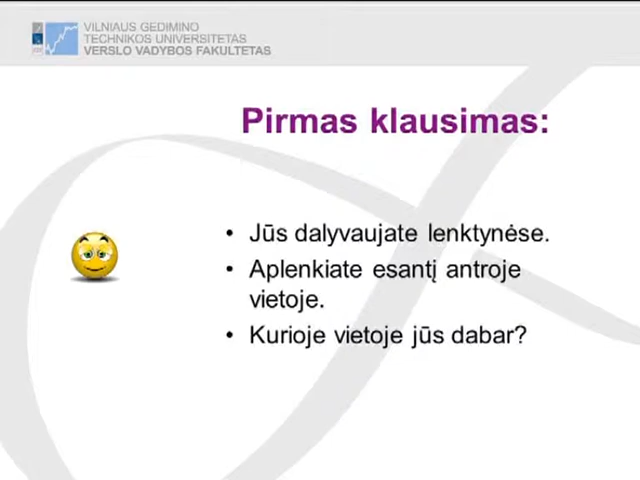 VILNIAUS GEDIMINO
TECHNIKOS UNIVERSITETAS
VERSLO VADYBOS FAKULTETAS
Pirmas klausimas:
• Jūs dalyvaujate lenktynėse.
• Aplenkiate esantį antroje
vietoje.
• Kurioje vietoje jūs dabar?